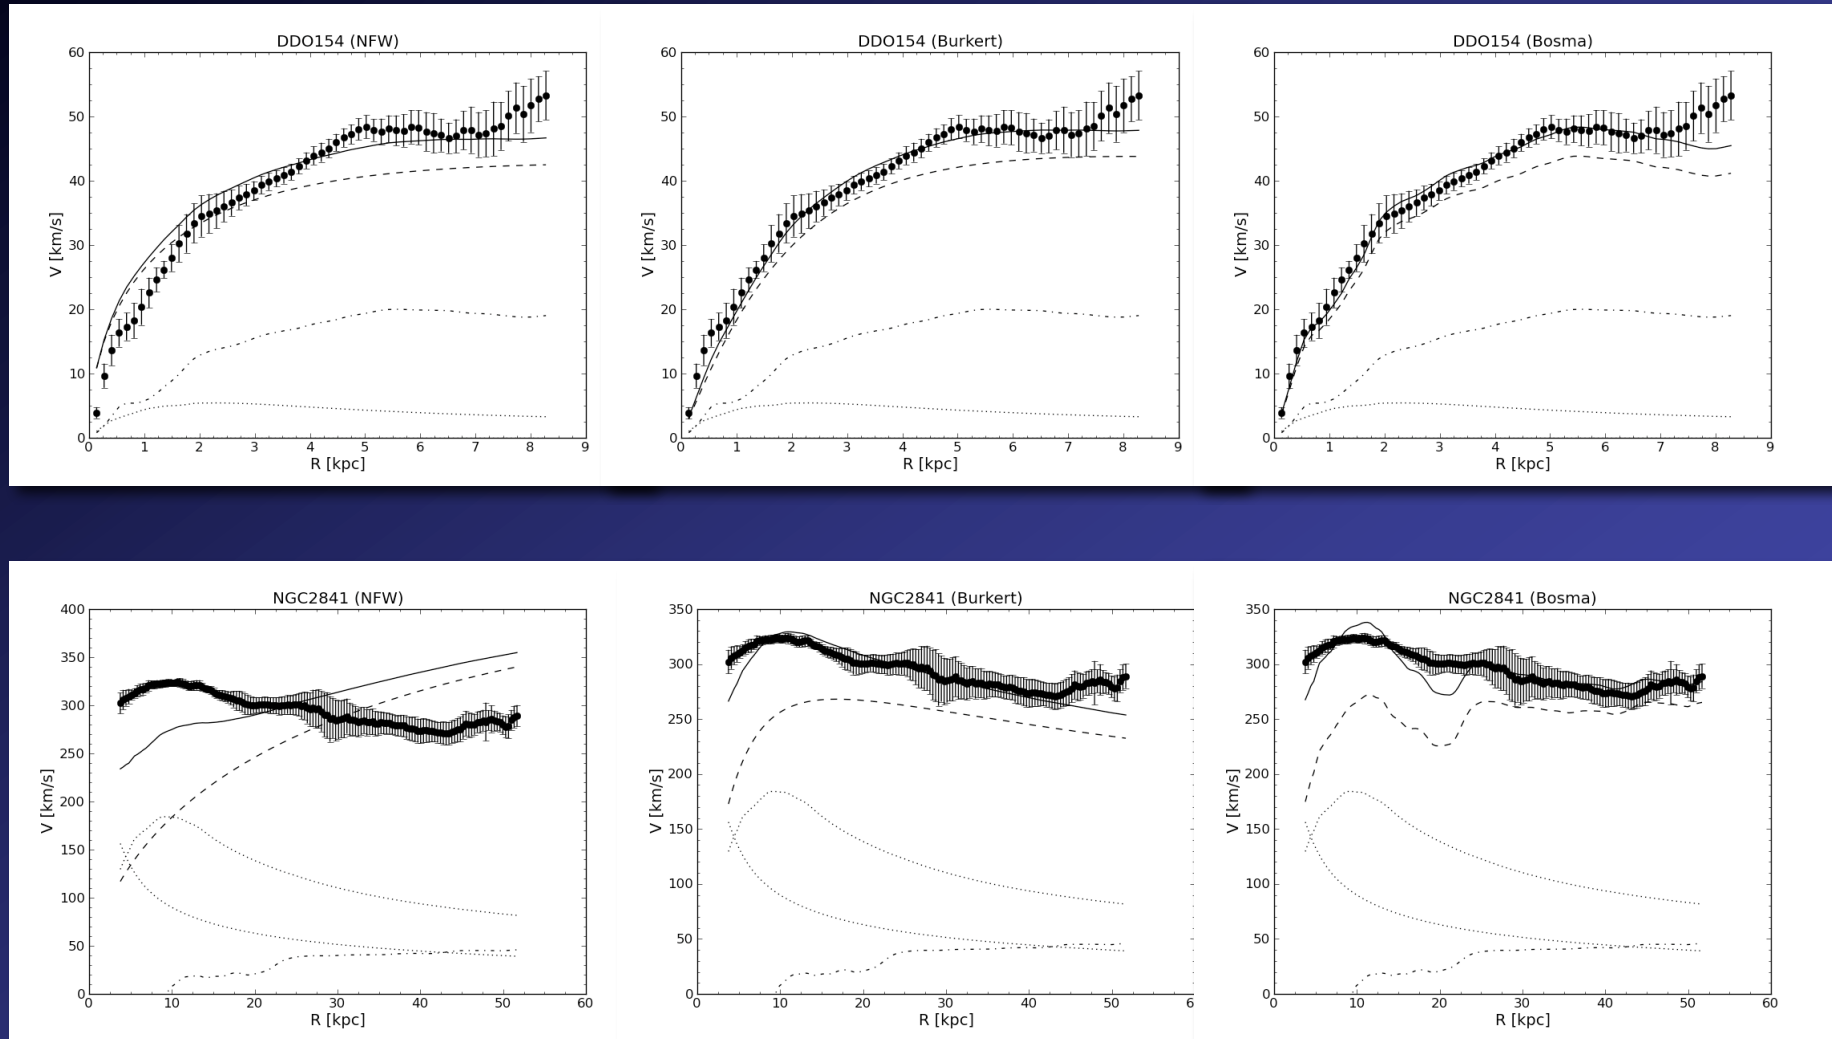 DDO154 (NFW)
60
50
40
30
20
10
0
V [km/s]
0 1 2 3 4 5 6 7 8 9
R [kpc]
DDO154 (Burkert)
60
50
40
30
20
10
0
V [km/s]
0 1 2 3 4 5 6 7 8 9
R [kpc]
DDO154 (Bosma)
60
50
40
30
20
10
0
V [km/s]
0 1 2 3 4 5 6 7 8 9
R [kpc]
NGC2841 (NFW)
400
350
300
250
200
150
100
50
0
V [km/s]
0 10 20 30 40 50 60
R [kpc]
NGC2841 (Burkert)
350
300
250
200
150
100
50
0
V [km/s]
0 10 20 30 40 50
R [kpc]
NGC2841 (Bosma)
350
300
250
200
150
100
50
0
V [km/s]
0 10 20 30 40 50 60
R [kpc]